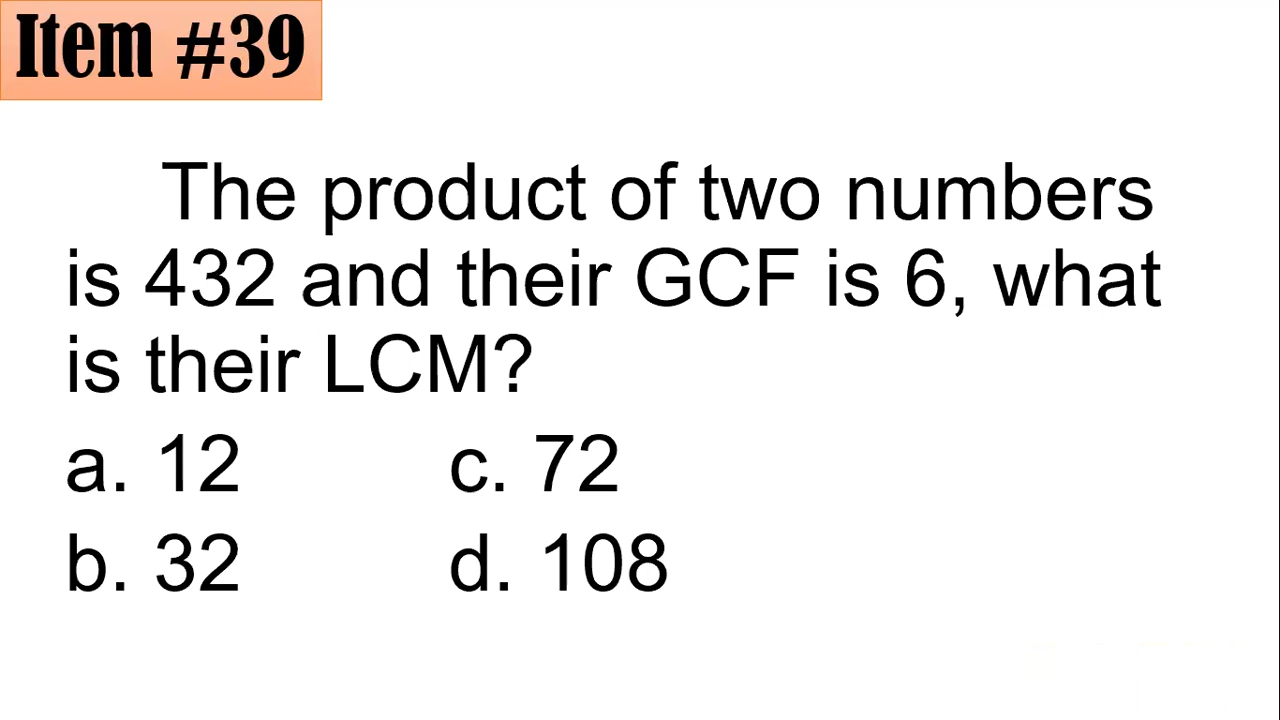 Item #39
The product of two numbers
is 432 and their GCF is 6, what
is their LCM?
a. 12 c. 72
b. 32 d. 108